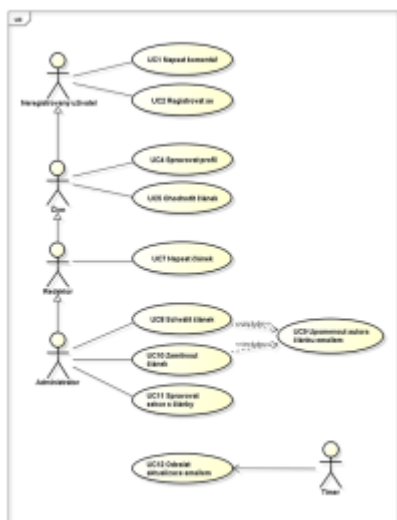 uc
UC1 Napsat komentář
UC2 Registrovat se
Neregistrovaný uživatel
UC4 Spravovat profil
UC5 Ohodnotit článek
Člen
UC7 Napsat článek
Redaktor
UC8 Schválit článek
UC9 Upozornit autora
článku emailem
UC10 Zamítnout
článek
Administrátor
UC11 Spravovat
sekce a články
UC12 Odeslat
aktualizace emailem
Timer